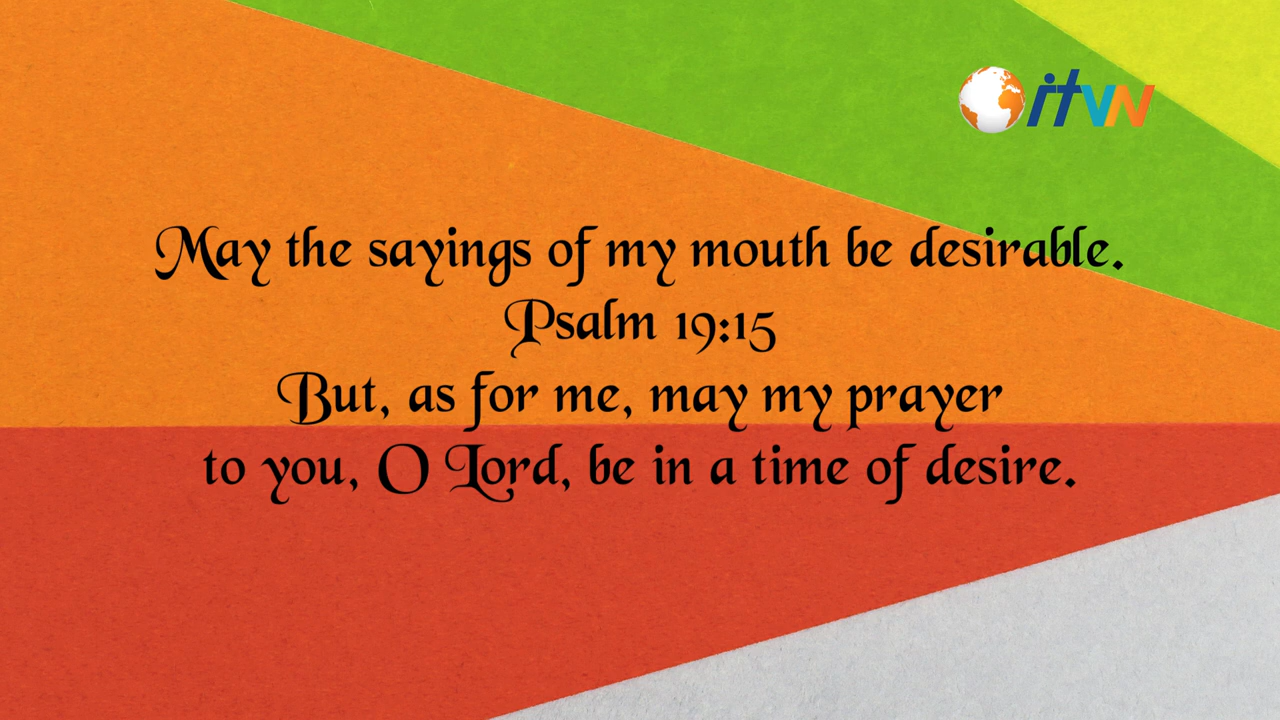 itvn
May the sayings of my mouth be desirable.
Psalm 19:15
But, as for me, may my prayer
to you, O Lord, be in a time of desire.